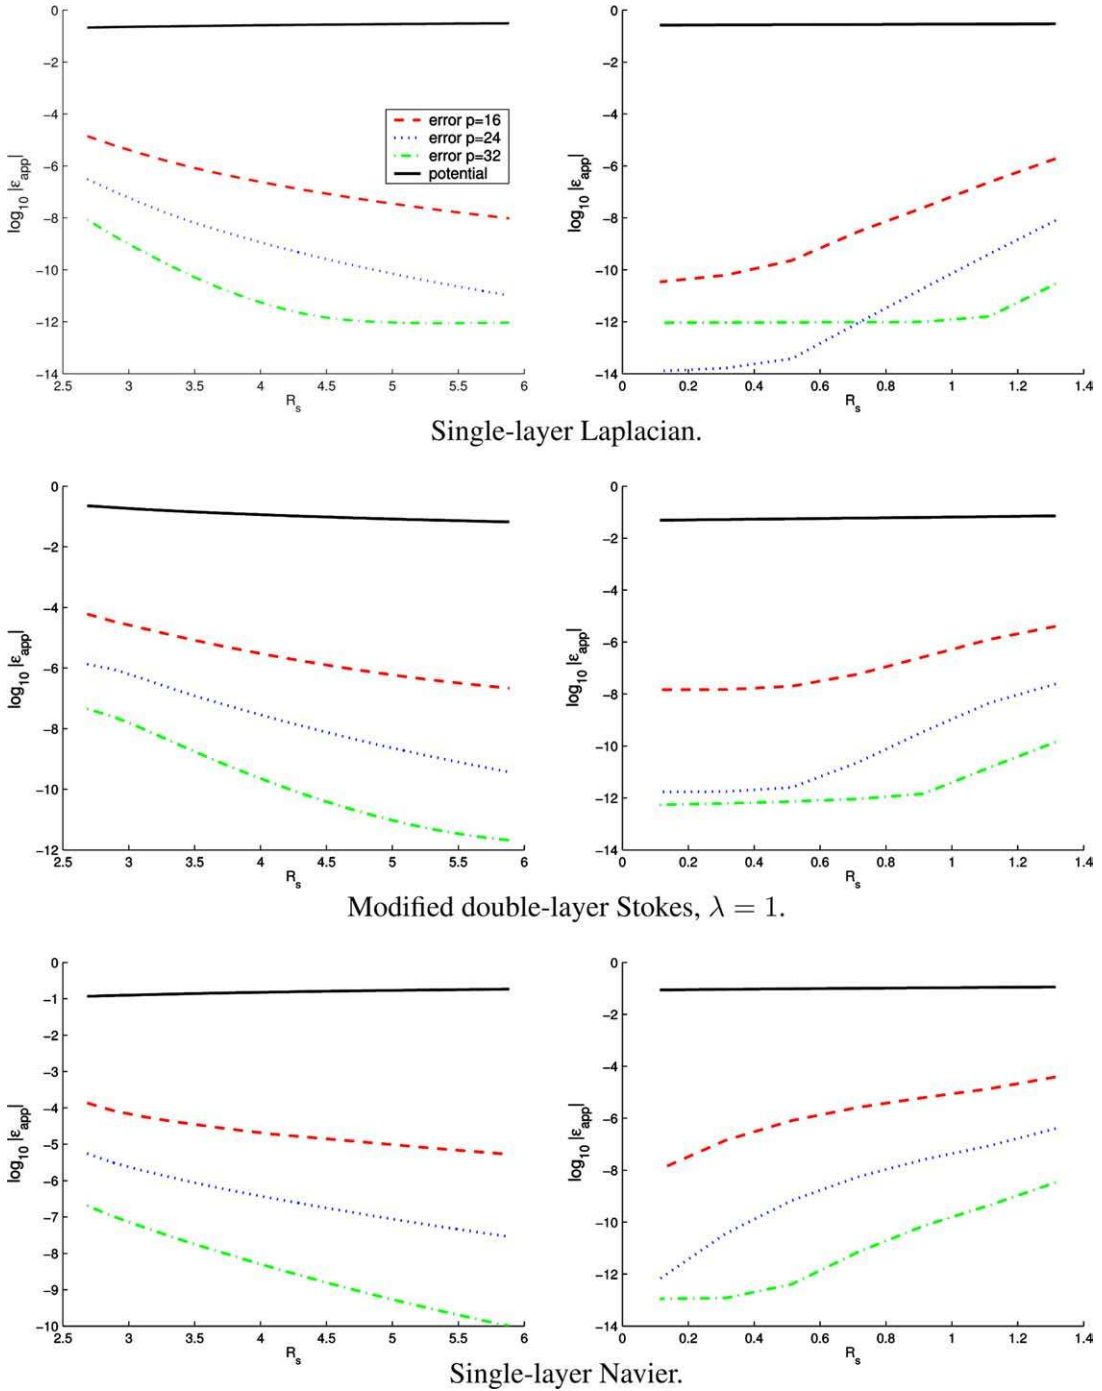 0
−2
−4
−6
−8
−10
−12
−14
log10 |εapp|
error p=16
error p=24
error p=32
potential
2.5 3 3.5 4 4.5 5 5.5 6
Rs
0
−2
−4
−6
−8
−10
−12
−14
log10 |εapp|
0 0.2 0.4 0.6 0.8 1 1.2 1.4
Rs
Single-layer Laplacian.
0
−2
−4
−6
−8
−10
−12
log10 |εapp|
2.5 3 3.5 4 4.5 5 5.5 6
Rs
0
−2
−4
−6
−8
−10
−12
−14
log10 |εapp|
0 0.2 0.4 0.6 0.8 1 1.2 1.4
Rs
Modified double-layer Stokes, λ = 1.
0
−1
−2
−3
−4
−5
−6
−7
−8
−9
−10
log10 |εapp|
2.5 3 3.5 4 4.5 5 5.5 6
Rs
0
−2
−4
−6
−8
−10
−12
−14
log10 |εapp|
0 0.2 0.4 0.6 0.8 1 1.2 1.4
Rs
Single-layer Navier.